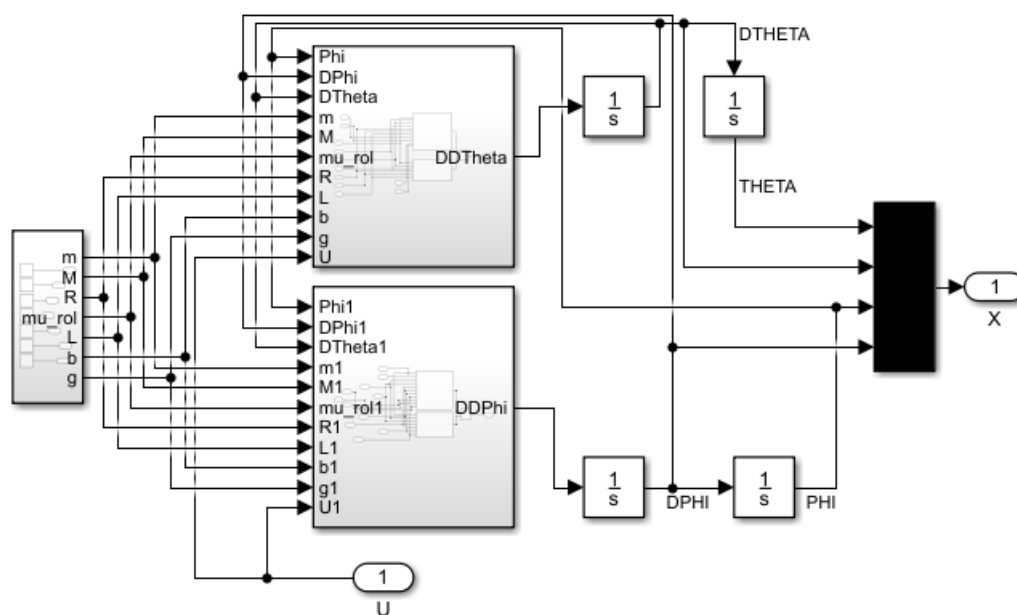 m
M
R
mu_rol
L
b
g
Phi
DPhi
DTheta
m
M
mu_rol
R
L
b
g
U
DDTheta
Phi1
DPhi1
DTheta1
m1
M1
mu_rol1
R1
L1
b1
g1
U1
DDPhi
1
s
DTHETA
1
s
THETA
1
s
DPHI
1
s
PHI
1
X
1
U